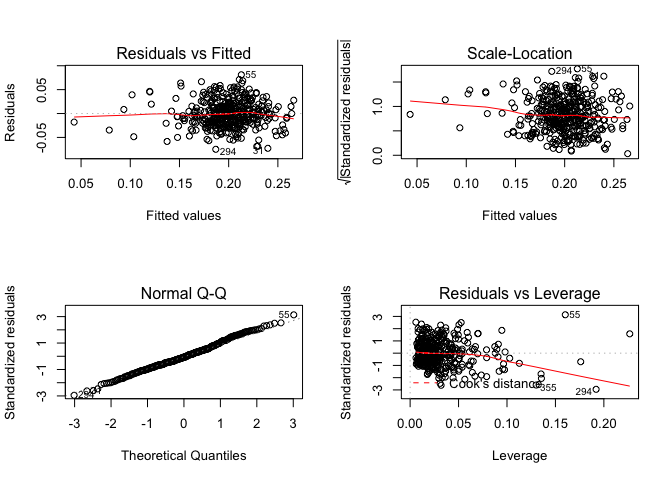 Residuals vs Fitted
Residuals
0.05
-0.05
55
294
31
0.05 0.10 0.15 0.20 0.25
Fitted values
Scale-Location
√|Standardized residuals|
1.0
0.0
294
55
31
0.05 0.10 0.15 0.20 0.25
Fitted values
Normal Q-Q
Standardized residuals
3
1
-1
-3
55
294
-3 -2 -1 0 1 2 3
Theoretical Quantiles
Residuals vs Leverage
Standardized residuals
3
1
-1
-3
55
Cook's distance
355
294
0.00 0.05 0.10 0.15 0.20
Leverage